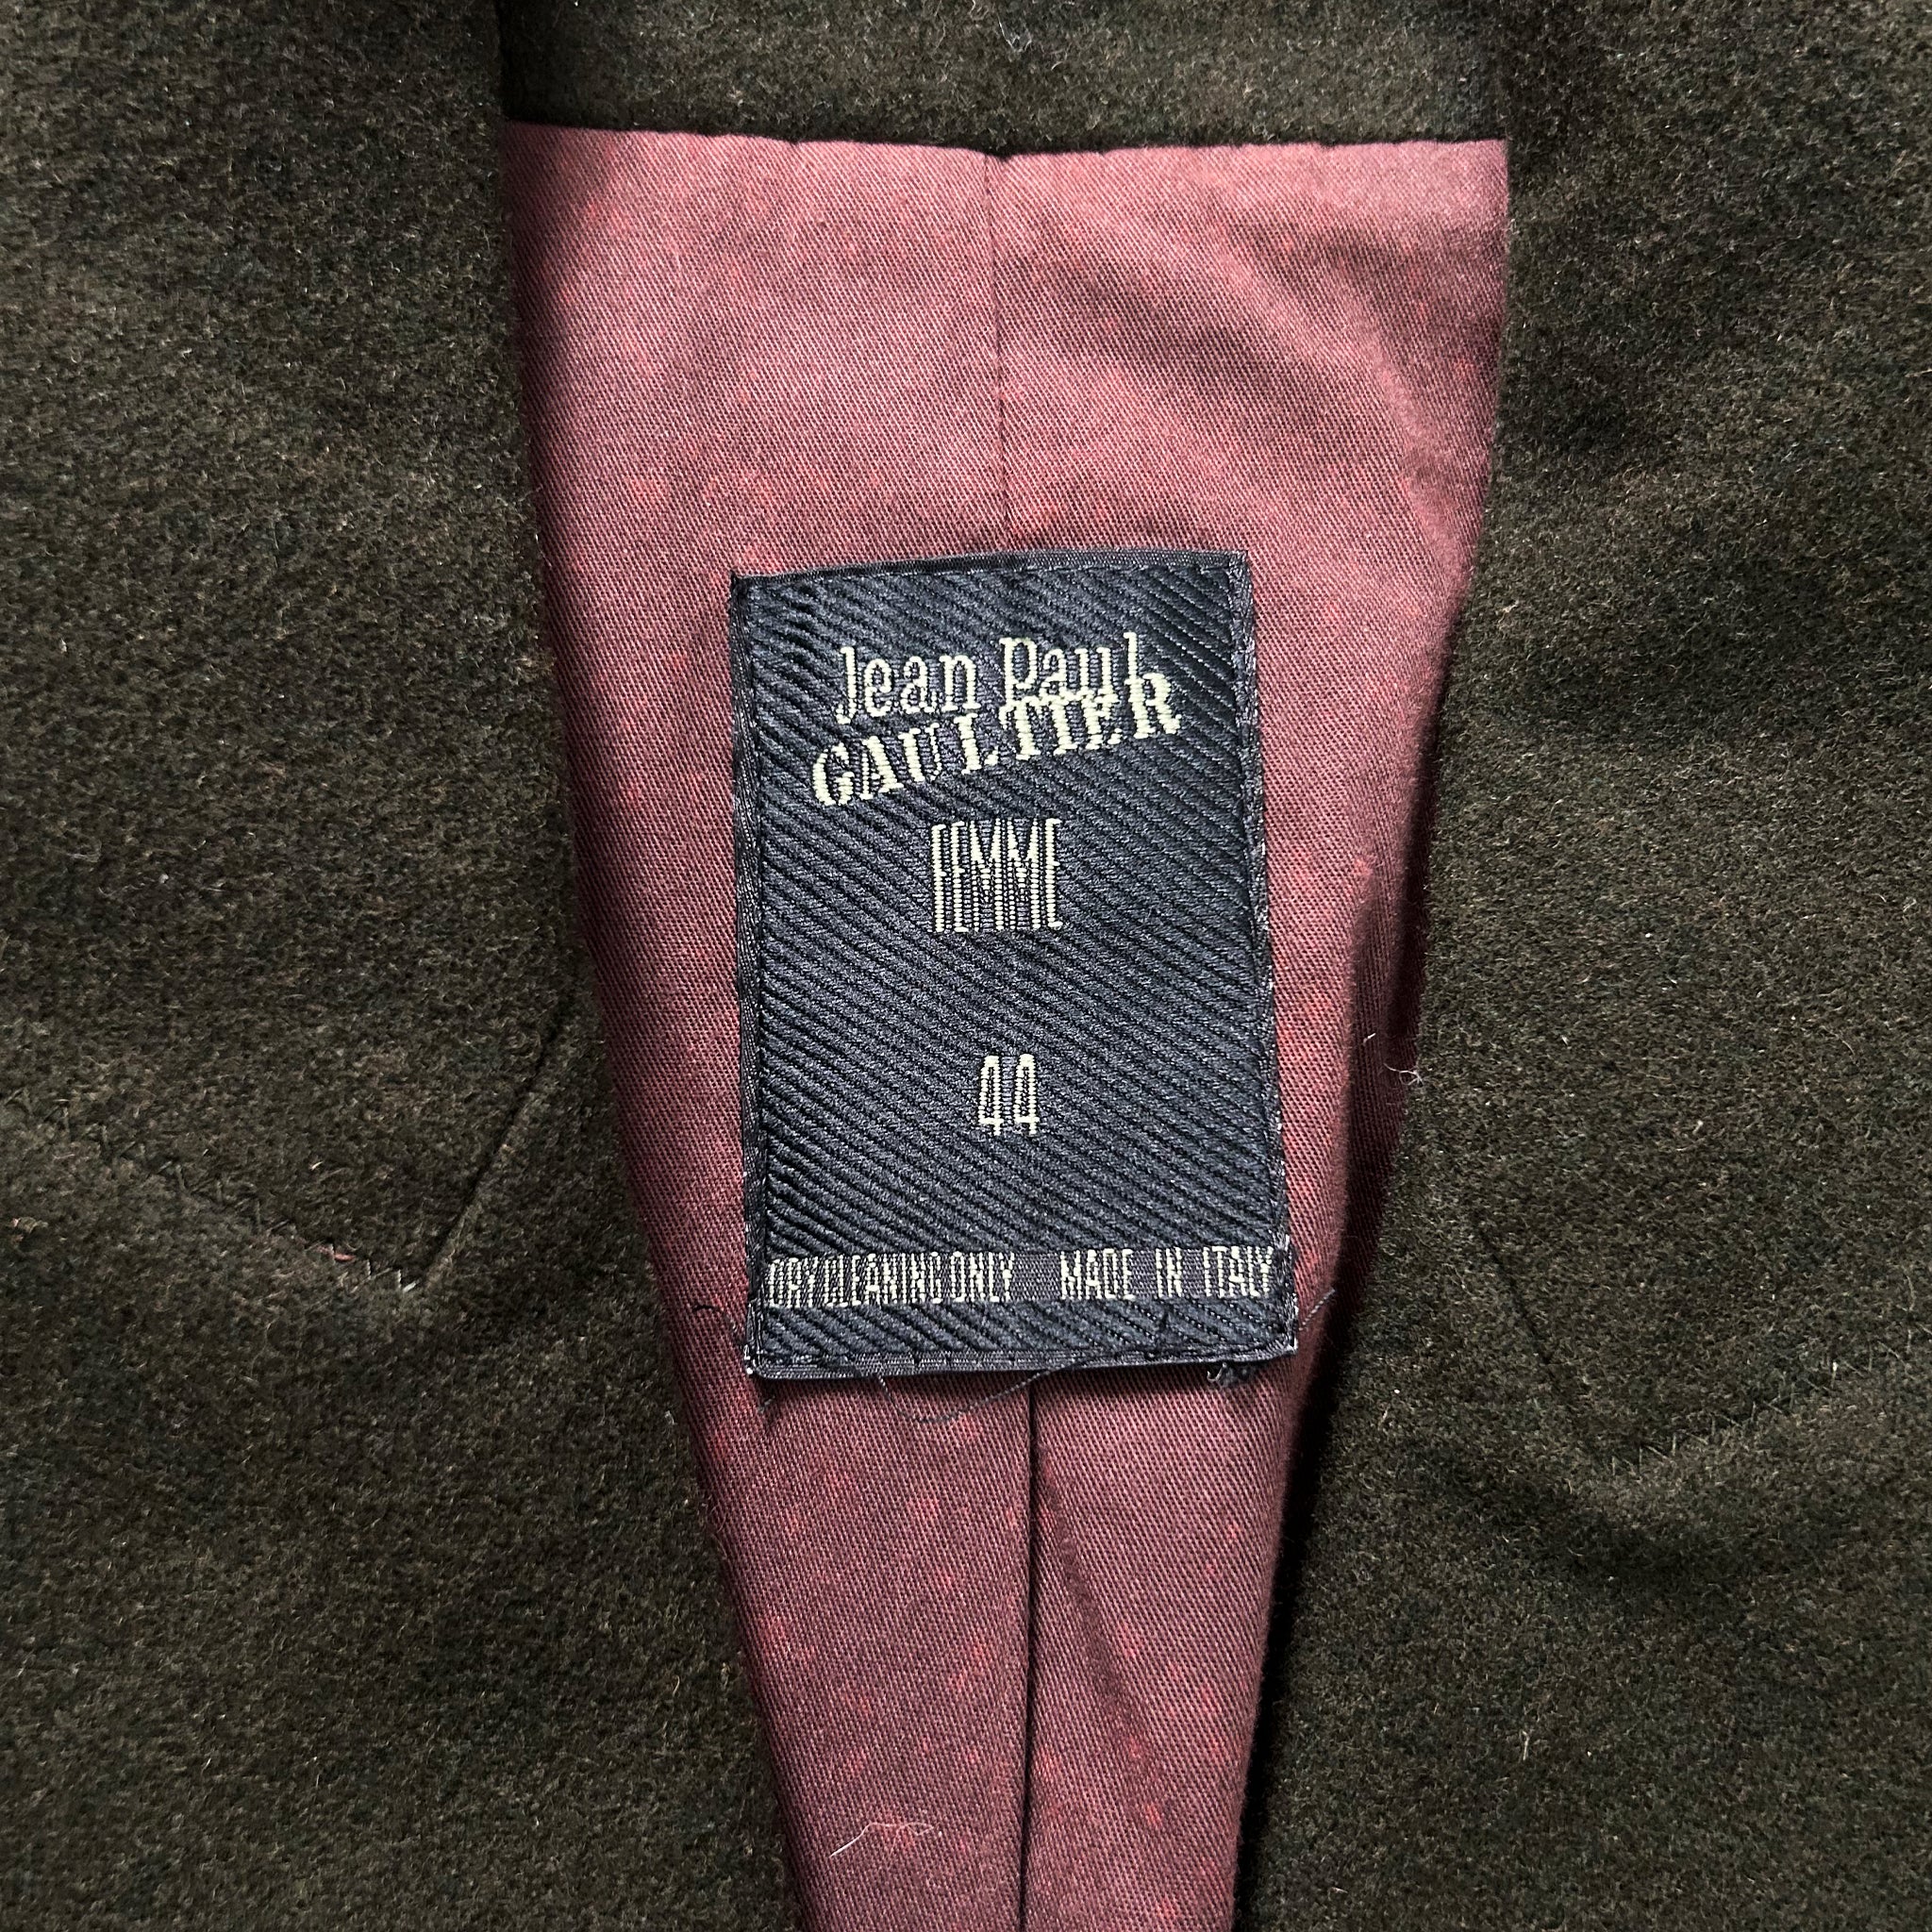 Jean Paul
GAULTIER
FEMME
44
DRY CLEANING ONLY MADE IN ITALY